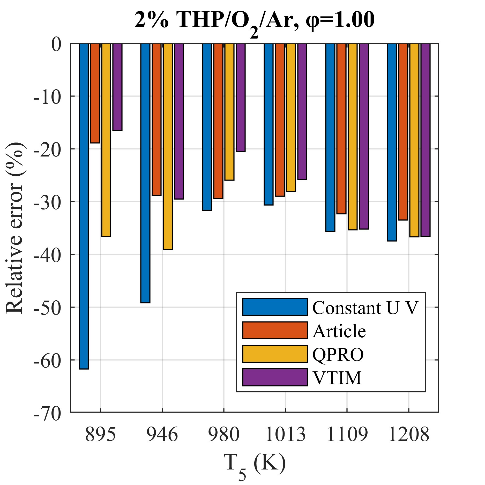 2% THP/O2/Ar, φ=1.00
0
-10
-20
-30
-40
-50
-60
-70
Relative error (%)
Constant U V
Article
QPRO
VTIM
895 946 980 1013 1109 1208
T5 (K)